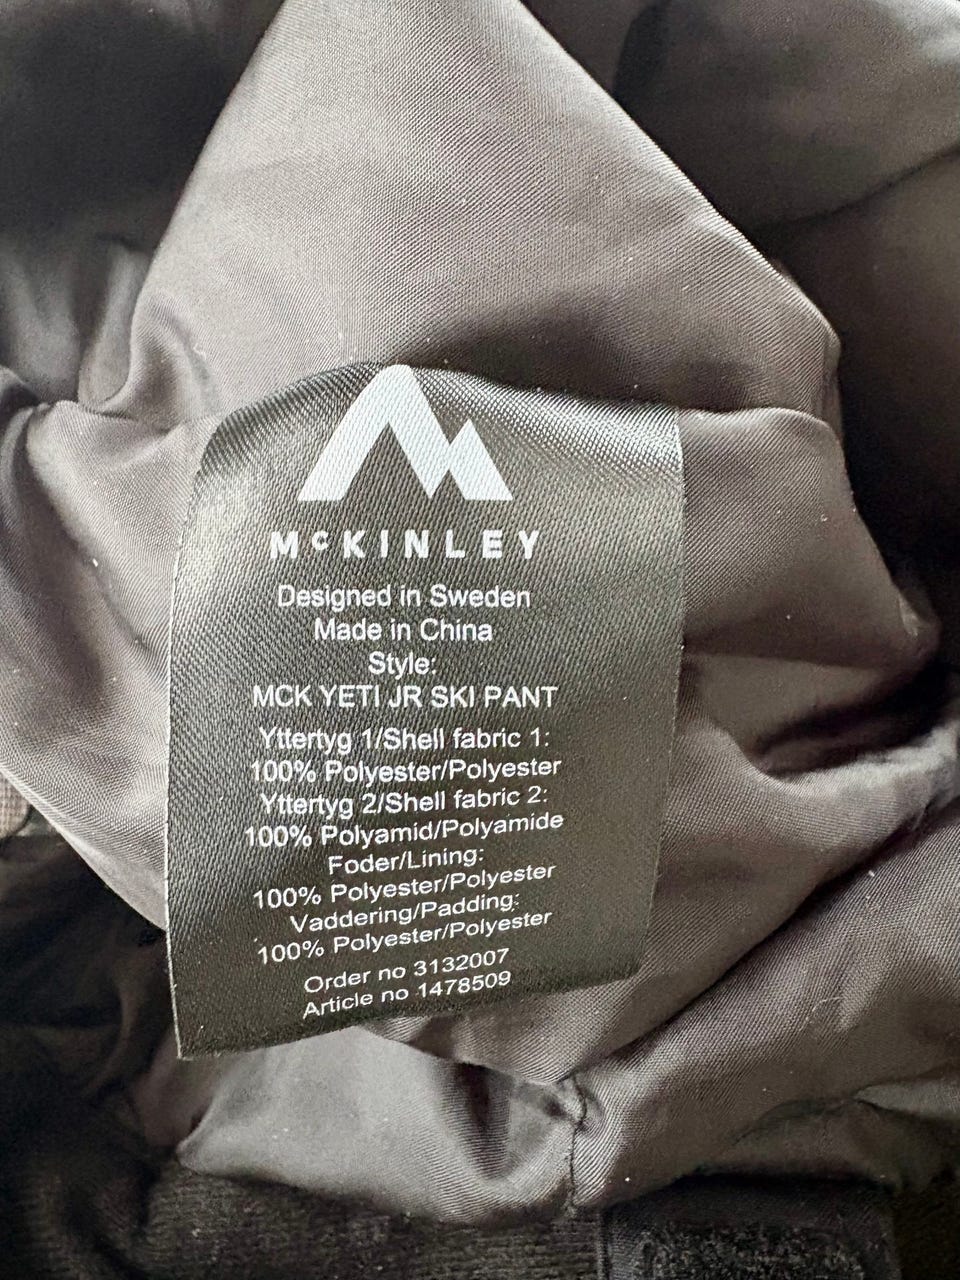 McKINLEY
Designed in Sweden
Made in China
Style:
MCK YETI JR SKI PANT
Yttertyg 1/Shell fabric 1:
100% Polyester/Polyester
Yttertyg 2/Shell fabric 2:
100% Polyamid/Polyamide
Foder/Lining:
100% Polyester/Polyester
Vaddering/Padding:
100% Polyester/Polyester
Order no 3132007
Article no 1478509